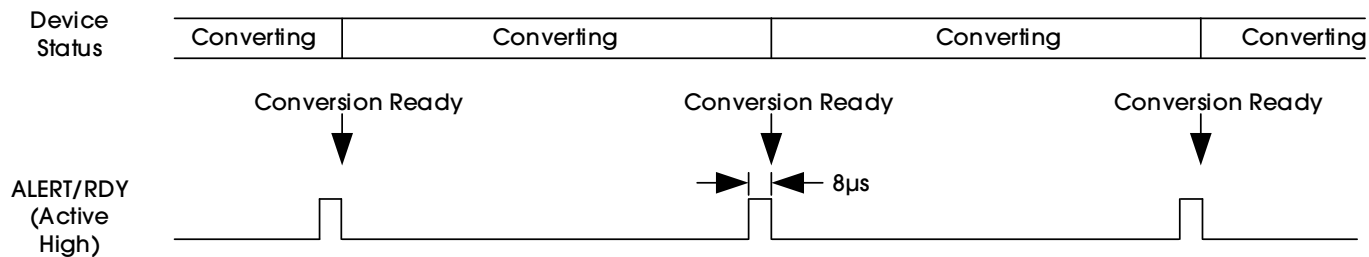 Device
Status
Converting
Converting
Converting
Converting
Conversion Ready
Conversion Ready
Conversion Ready
8µs
ALERT/RDY
(Active
High)